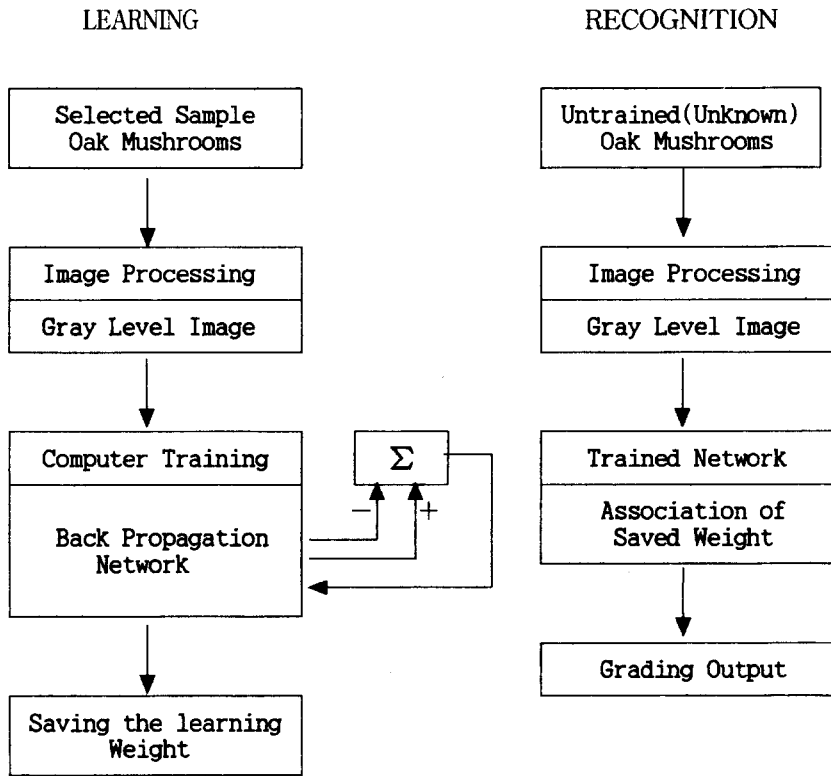 LEARNING
Selected Sample
Oak Mushrooms
Image Processing
Gray Level Image
Computer Training
Back Propagation
Network
Σ
− +
Saving the learning
Weight
RECOGNITION
Untrained(Unknown)
Oak Mushrooms
Image Processing
Gray Level Image
Trained Network
Association of
Saved Weight
Grading Output